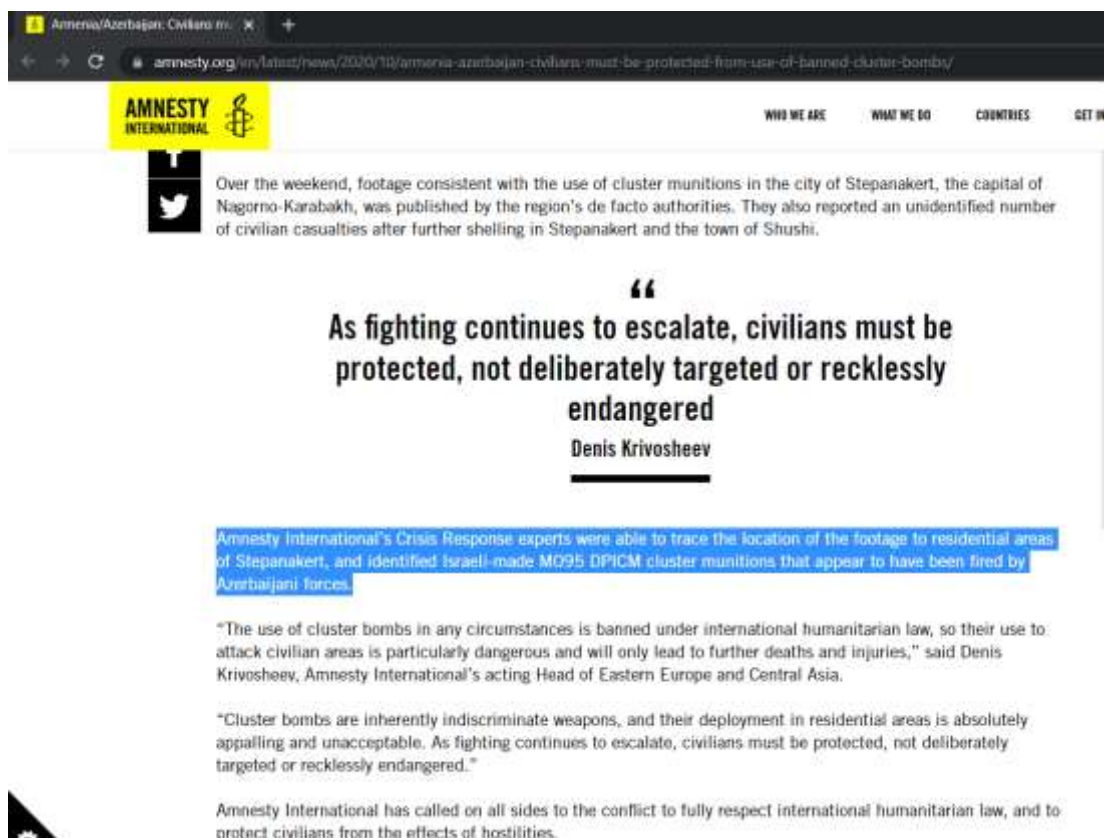 Armenia/Azerbaijan: Civilians m
amnesty.org/en/latest/news/2020/10/armenia-azerbaijan-civilians-must-be-protected-from-use-of-banned-cluster-bombs/
AMNESTY
INTERNATIONAL
WHO WE ARE WHAT WE DO COUNTRIES GET IN
Over the weekend, footage consistent with the use of cluster munitions in the city of Stepanakert, the capital of
Nagorno-Karabakh, was published by the region's de facto authorities. They also reported an unidentified number
of civilian casualties after further shelling in Stepanakert and the town of Shushi.
“
As fighting continues to escalate, civilians must be
protected, not deliberately targeted or recklessly
endangered
Denis Krivosheev
Amnesty International's Crisis Response experts were able to trace the location of the footage to residential areas
of Stepanakert, and identified Israeli-made M095 DPICM cluster munitions that appear to have been fired by
Azerbaijani forces.
“The use of cluster bombs in any circumstances is banned under international humanitarian law, so their use to
attack civilian areas is particularly dangerous and will only lead to further deaths and injuries,” said Denis
Krivosheev, Amnesty International's acting Head of Eastern Europe and Central Asia.
“Cluster bombs are inherently indiscriminate weapons, and their deployment in residential areas is absolutely
appalling and unacceptable. As fighting continues to escalate, civilians must be protected, not deliberately
targeted or recklessly endangered.”
Amnesty International has called on all sides to the conflict to fully respect international humanitarian law, and to
protect civilians from the effects of hostilities.